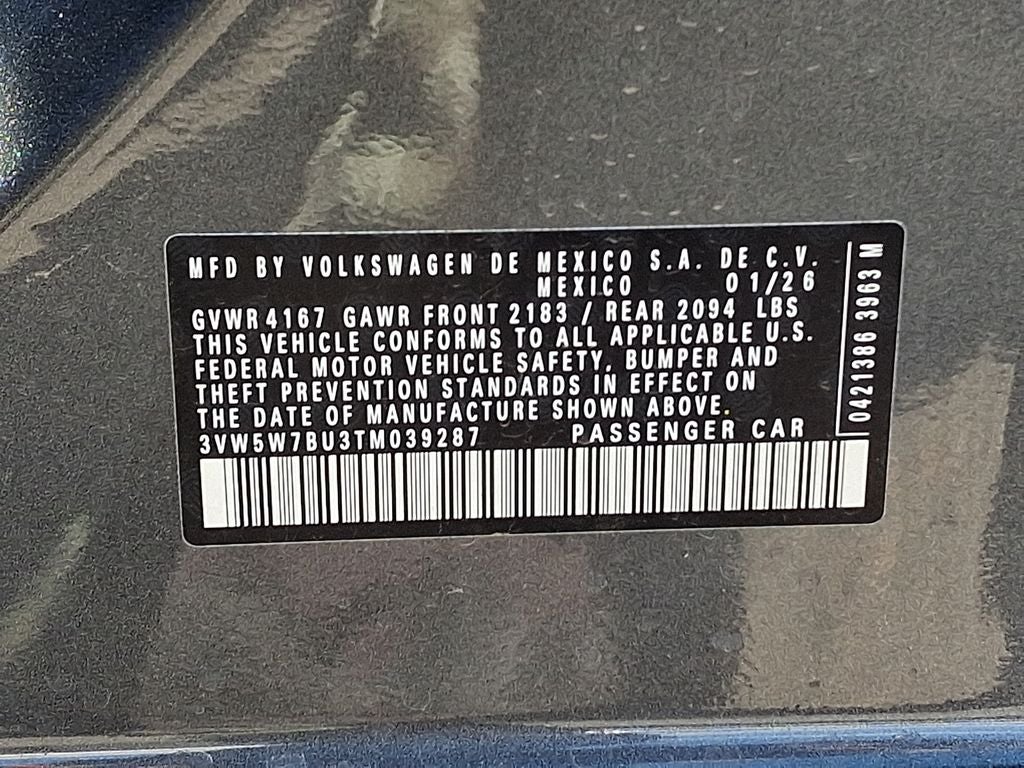 MFD BY VOLKSWAGEN DE MEXICO S.A. DE C.V.
MEXICO 01/26
GVWR 4167 GAWR FRONT 2183 / REAR 2094 LBS
THIS VEHICLE CONFORMS TO ALL APPLICABLE U.S.
FEDERAL MOTOR VEHICLE SAFETY, BUMPER AND
THEFT PREVENTION STANDARDS IN EFFECT ON
THE DATE OF MANUFACTURE SHOWN ABOVE.
3VW5W7BU3TM039287 PASSENGER CAR
0421386 3963 M